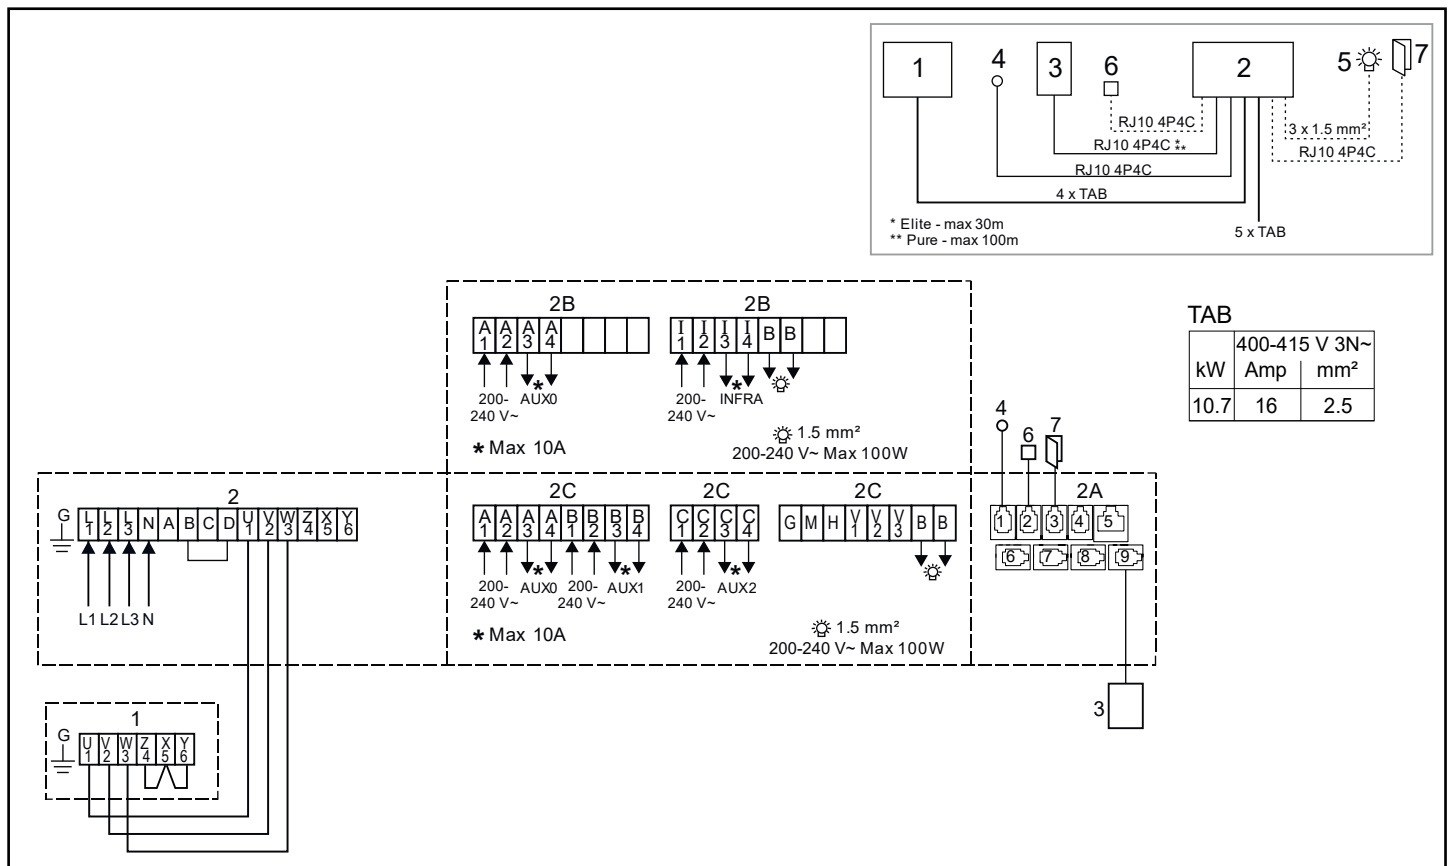 1
4
3
6
2
5
7
RJ10 4P4C
3 x 1.5 mm²
RJ10 4P4C *
**
RJ10 4P4C
RJ10 4P4C
4 x TAB
* Elite - max 30m
** Pure - max 100m
5 x TAB
2B
A1 A2 A3 A4
200-240 V~
* AUX0
* Max 10A
2B
I1 I2 I3 I4 B B
200-240 V~
* INFRA
1.5 mm²
200-240 V~ Max 100W
TAB
400-415 V 3N~
kW Amp mm²
10.7 16 2.5
2
G L1 L2 L3 N A B C D U1 V2 W3 Z4 X5 Y6
L1 L2 L3 N
2C
A1 A2 A3 A4 B1 B2 B3 B4
200-240 V~
* AUX0
200-240 V~
* AUX1
* Max 10A
2C
C1 C2 C3 C4
200-240 V~
* AUX2
2C
G M H V1 V2 V3 B B
1.5 mm²
200-240 V~ Max 100W
4
6
7
2A
1 2 3 4 5
6 7 8 9
3
1
G U1 V2 W3 Z4 X5 Y6